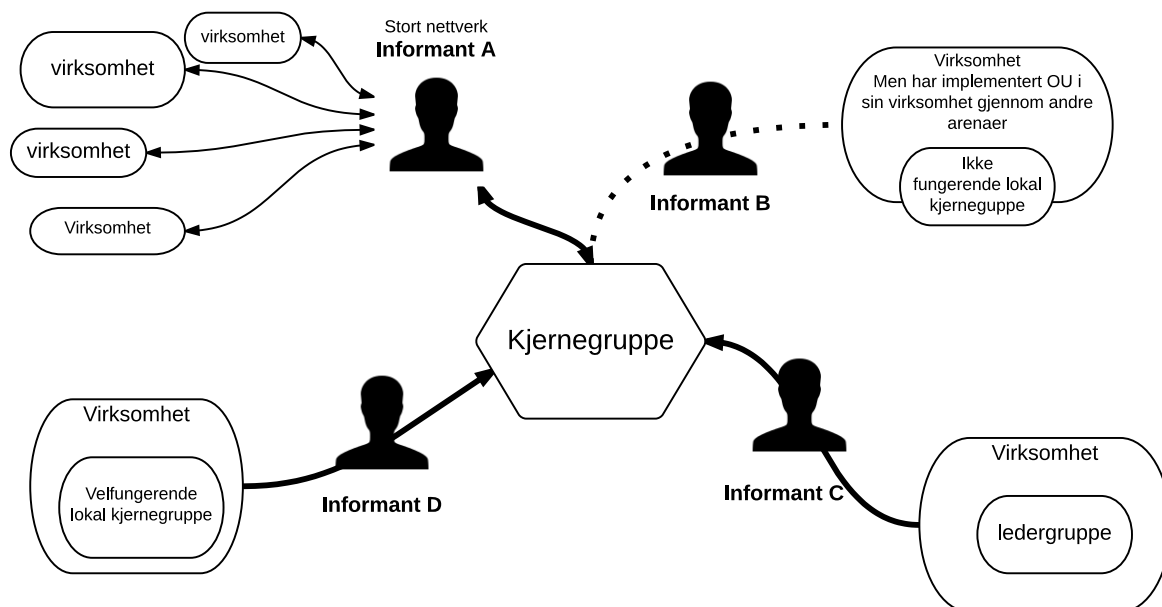 Stort nettverk
Informant A
virksomhet
virksomhet
virksomhet
Virksomhet
Informant B
Virksomhet
Men har implementert OU i
sin virksomhet gjennom andre
arenaer
Ikke
fungerende lokal
kjerneguppe
Kjernegruppe
Virksomhet
Velfungerende
lokal kjernegruppe
Informant D
Informant C
Virksomhet
ledergruppe